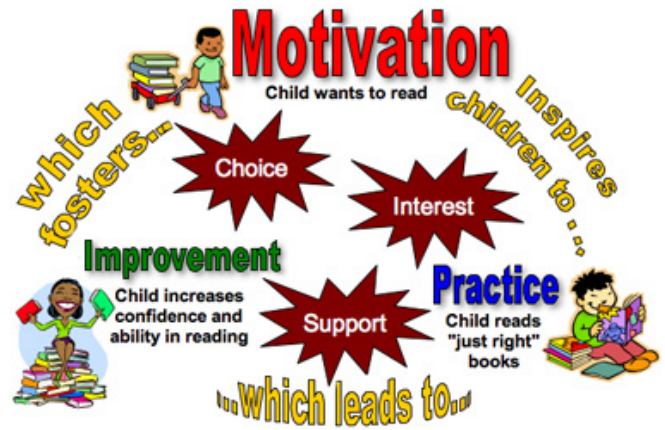 Motivation
Child wants to read
Inspires
children to ...
Choice
Interest
Support
Practice
Child reads
"just right"
books
...which leads to...
Improvement
Child increases
confidence and
ability in reading
which
fosters...